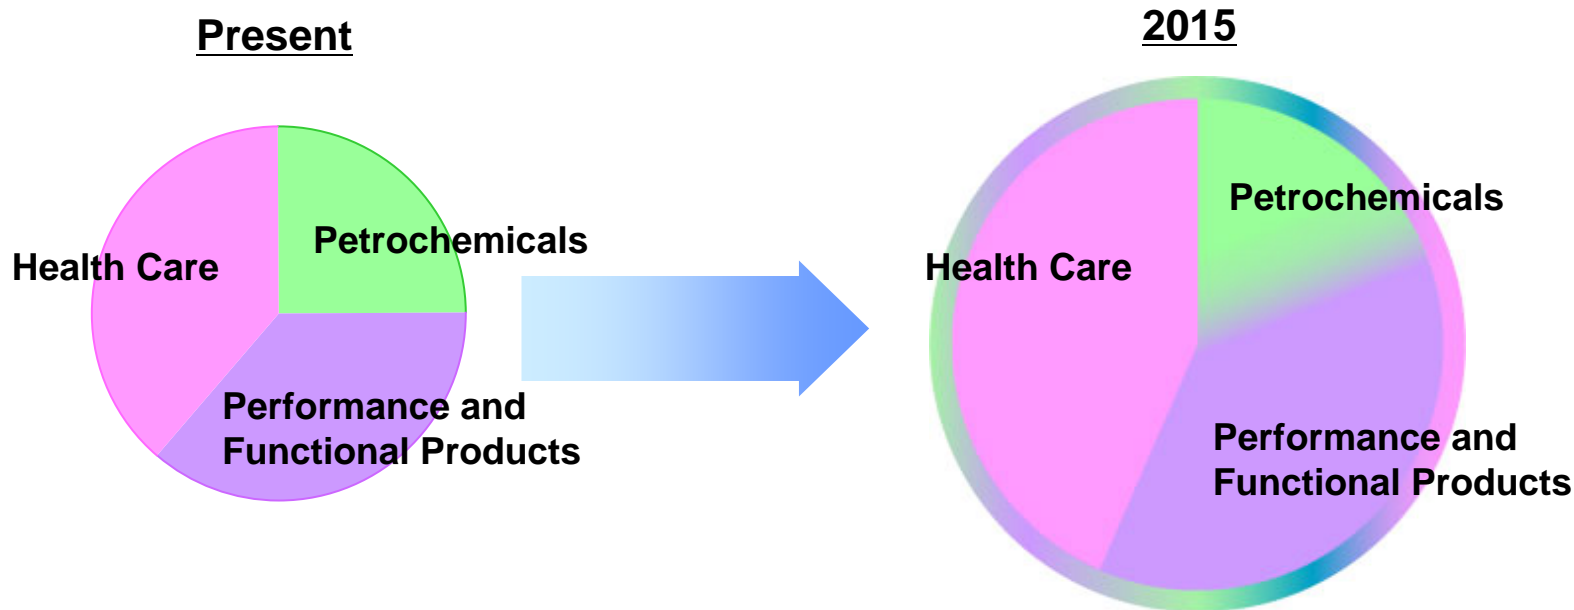 Present
Petrochemicals
Health Care
Performance and
Functional Products
2015
Petrochemicals
Health Care
Performance and
Functional Products